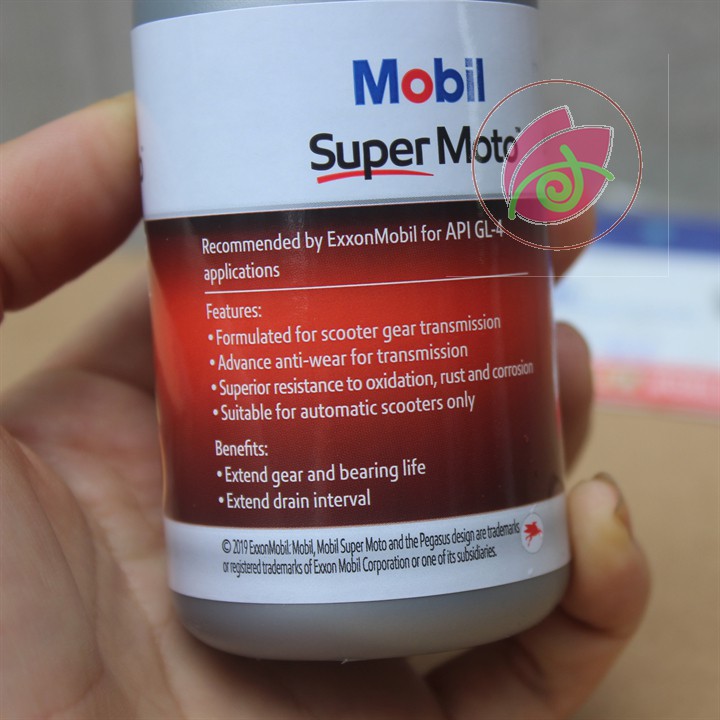 Mobil
Super Moto
Recommended by ExxonMobil for API GL-4
applications
Features:
• Formulated for scooter gear transmission
• Advance anti-wear for transmission
• Superior resistance to oxidation, rust and corrosion
• Suitable for automatic scooters only
Benefits:
• Extend gear and bearing life
• Extend drain interval
© 2019 ExxonMobil: Mobil, Mobil Super Moto and the Pegasus design are trademarks
or registered trademarks of Exxon Mobil Corporation or one of its subsidiaries.